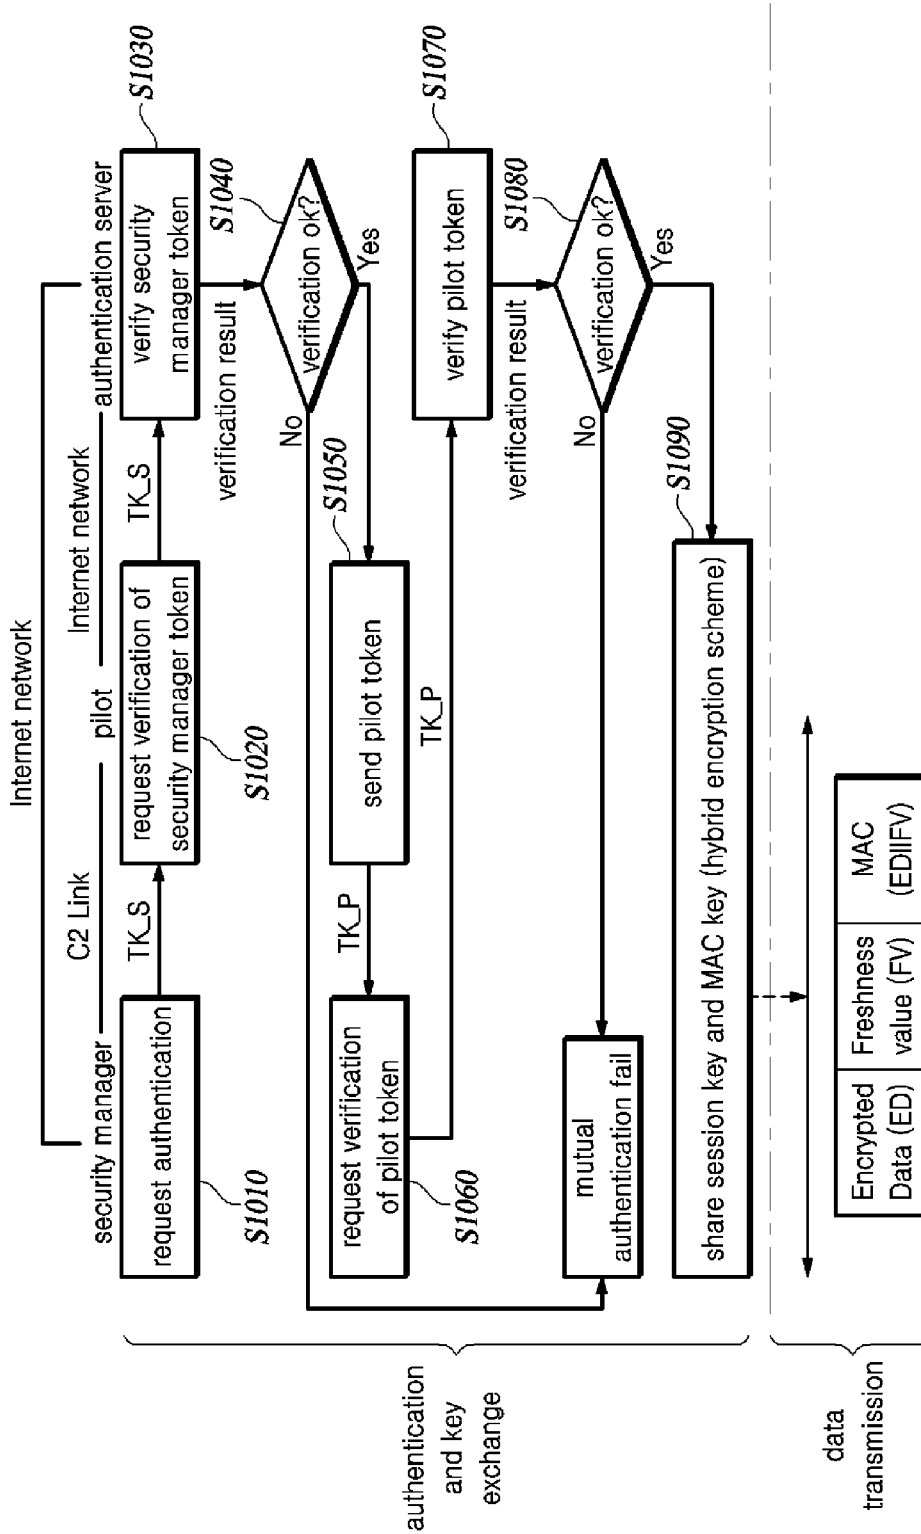 Internet network
security manager
C2 Link
pilot
Internet network
authentication server
request authentication
S1010
TK_S
request verification of
security manager token
S1020
TK_S
verify security
manager token
S1030
verification result
verification ok?
S1040
No
Yes
send pilot token
S1050
TK_P
request verification
of pilot token
S1060
TK_P
verify pilot token
S1070
verification result
verification ok?
S1080
No
Yes
mutual
authentication fail
share session key and MAC key (hybrid encryption scheme)
S1090
authentication
and key
exchange
data
transmission
Encrypted
Data (ED)
Freshness
value (FV)
MAC
(EDIIFV)